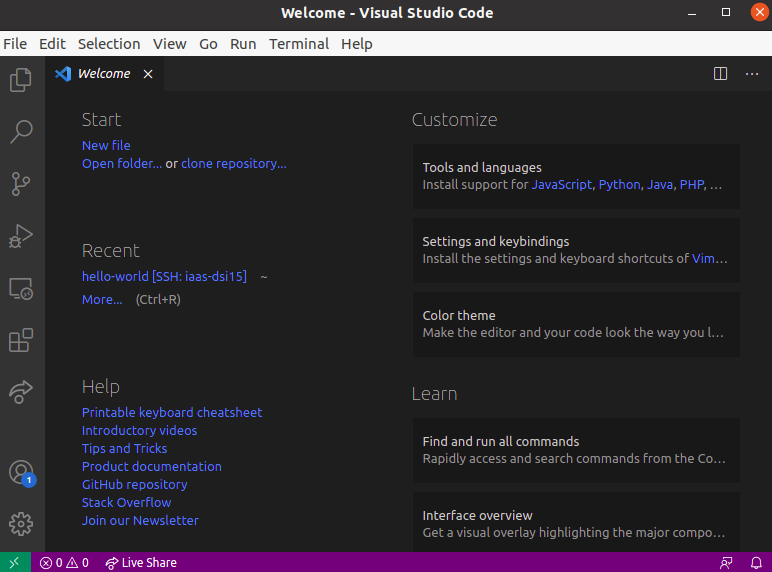 Welcome - Visual Studio Code
File Edit Selection View Go Run Terminal Help
Welcome
Start
New file
Open folder... or clone repository...
Recent
hello-world [SSH: iaas-dsi15] ~
More... (Ctrl+R)
Help
Printable keyboard cheatsheet
Introductory videos
Tips and Tricks
Product documentation
GitHub repository
Stack Overflow
Join our Newsletter
Customize
Tools and languages
Install support for JavaScript, Python, Java, PHP, ...
Settings and keybindings
Install the settings and keyboard shortcuts of Vim...
Color theme
Make the editor and your code look the way you l...
Learn
Find and run all commands
Rapidly access and search commands from the Co...
Interface overview
Get a visual overlay highlighting the major compo...
1
0 0 Live Share